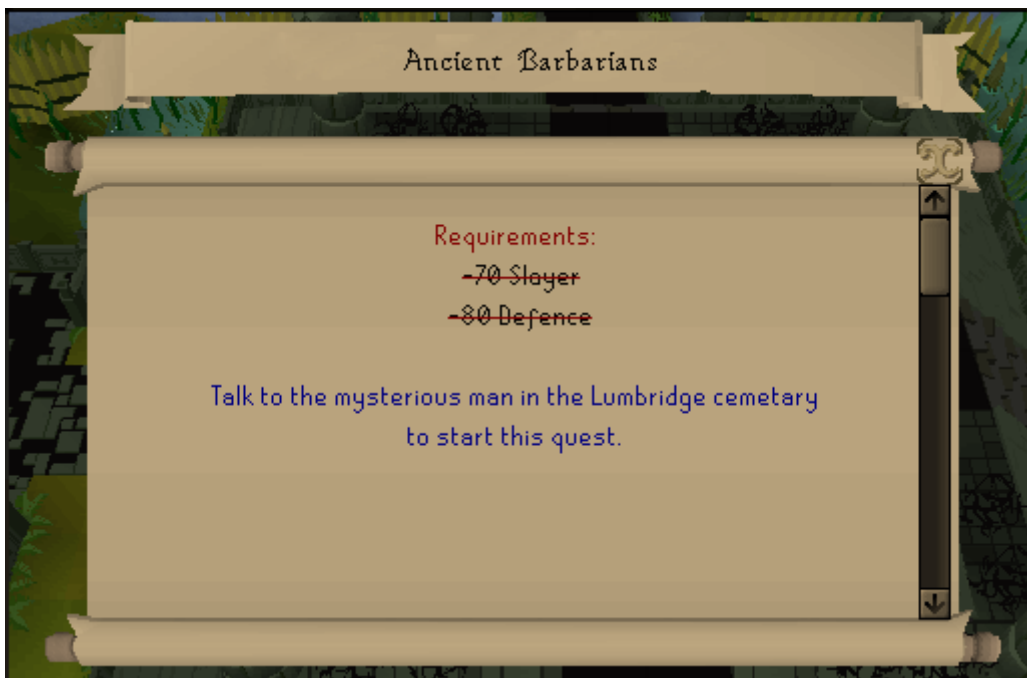 Ancient Barbarians
Requirements:
-70 Slayer
-80 Defence
Talk to the mysterious man in the Lumbridge cemetary
to start this quest.